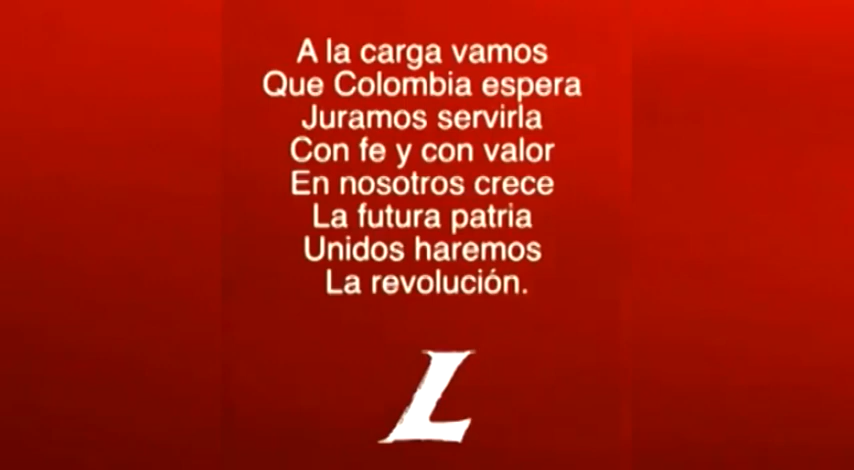 A la carga vamos
Que Colombia espera
Juramos servirla
Con fe y con valor
En nosotros crece
La futura patria
Unidos haremos
La revolución.
L